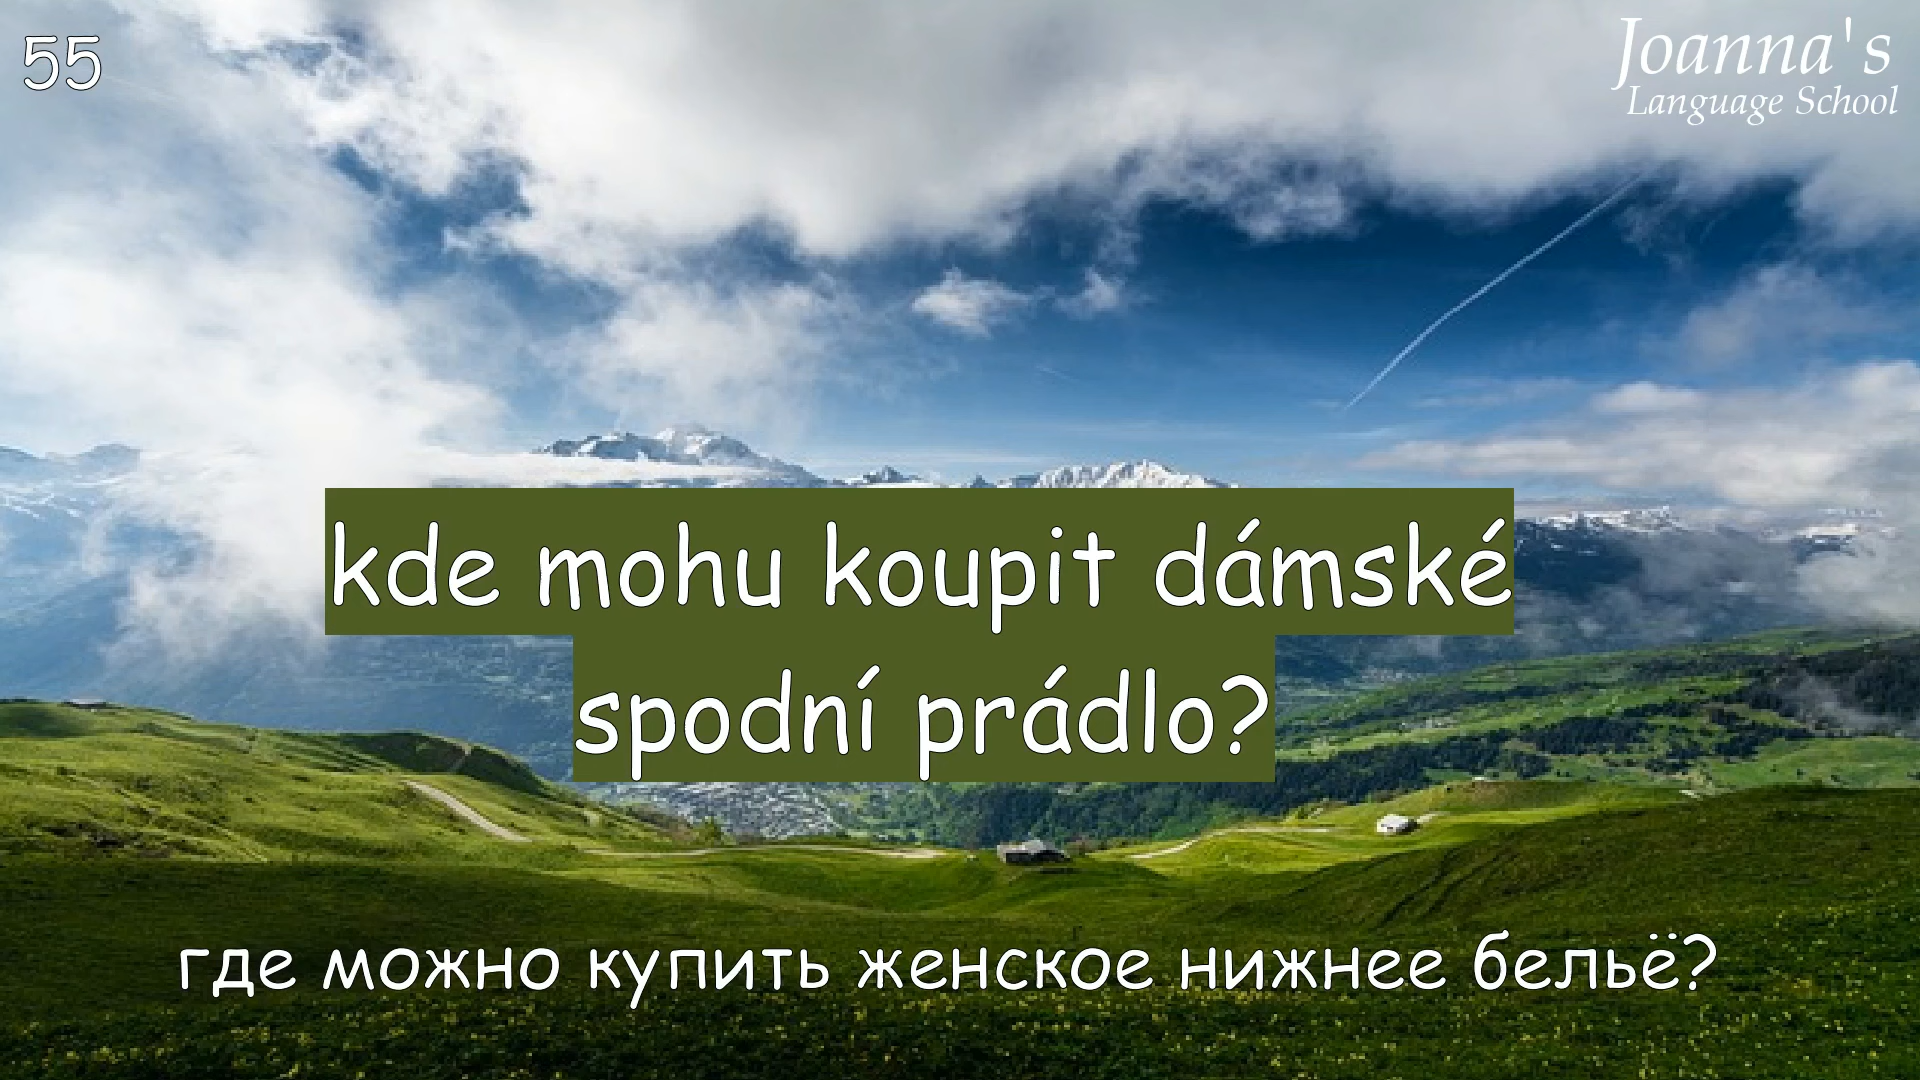 55
Joanna's
Language School
kde mohu koupit dámské
spodní prádlo?
где можно купить женское нижнее бельё?